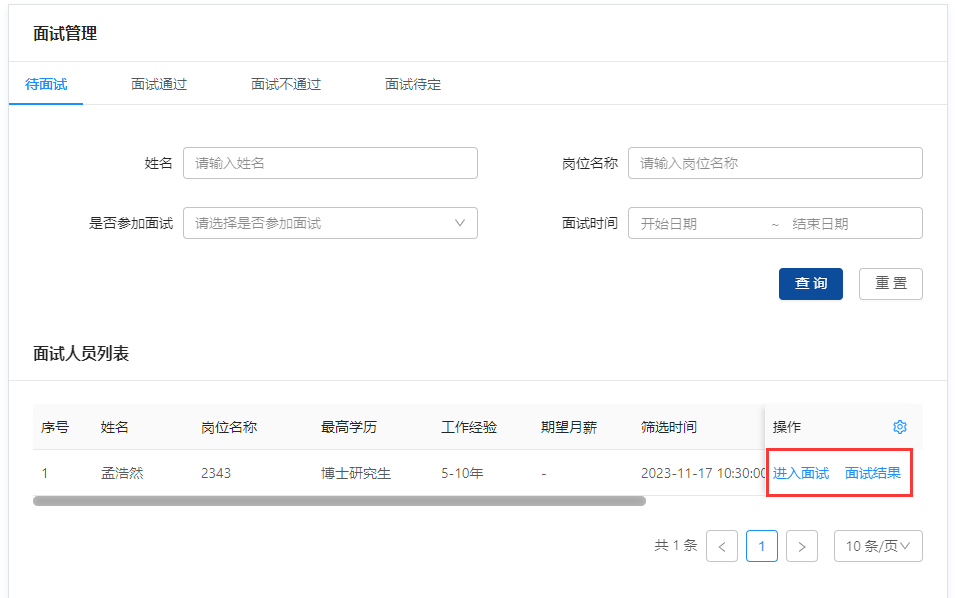 面试管理
待面试 面试通过 面试不通过 面试待定
姓名 请输入姓名 岗位名称 请输入岗位名称
是否参加面试 请选择是否参加面试 面试时间 开始日期 ~ 结束日期
查 询 重 置
面试人员列表
序号 姓名 岗位名称 最高学历 工作经验 期望月薪 筛选时间 操作
1 孟浩然 2343 博士研究生 5-10年 - 2023-11-17 10:30:00 进入面试 面试结果
共 1 条 < 1 > 10 条/页